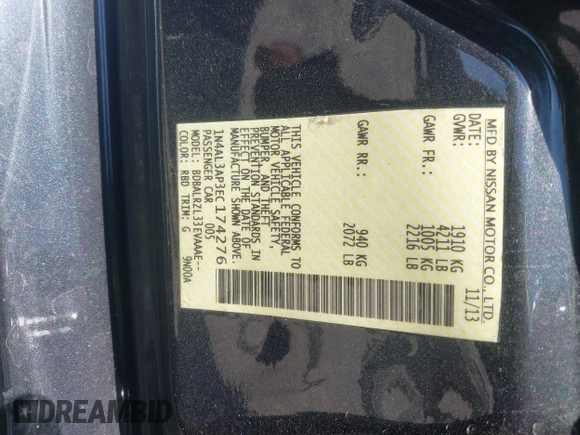 MFD BY NISSAN MOTOR CO., LTD.
DATE: 11/13
GVWR: 1910 KG
4211 LB
GAWR FR.: 1005 KG
2216 LB
GAWR RR.: 940 KG
2072 LB
THIS VEHICLE CONFORMS TO
ALL APPLICABLE FEDERAL
MOTOR VEHICLE SAFETY,
BUMPER, AND THEFT
PREVENTION STANDARDS IN
EFFECT ON THE DATE OF
MANUFACTURE SHOWN ABOVE.
1N4AL3AP3EC174276
PASSENGER CAR 005
MODEL: BDBALRZL33EVAAAE-- 9N00A
COLOR: RBD TRIM: G
DREAMBID